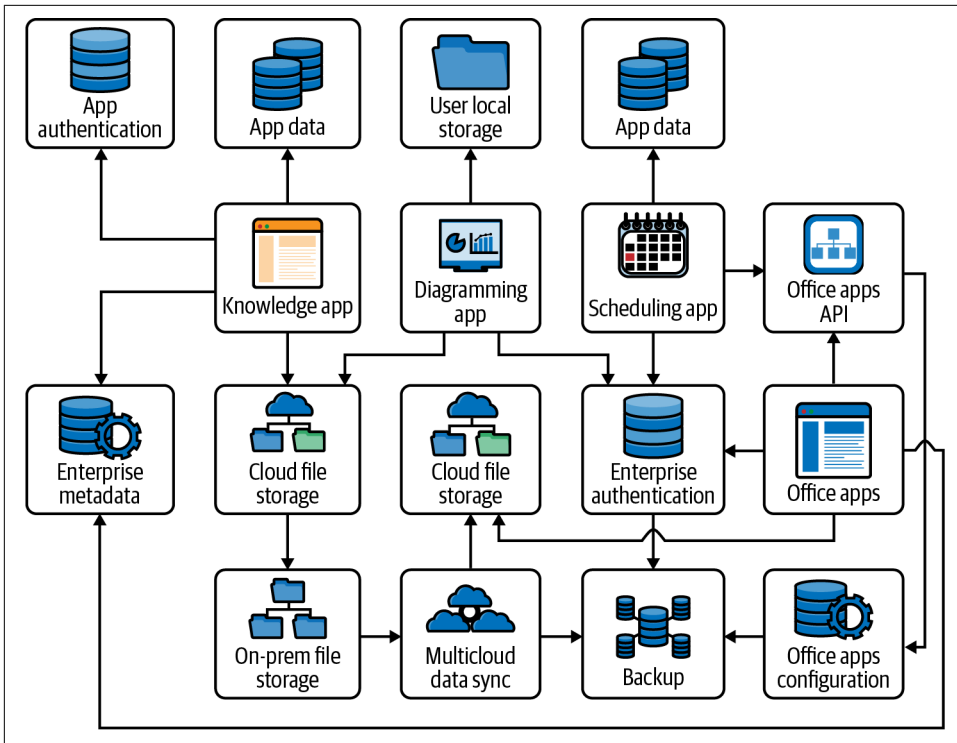 App
authentication
App data
User local
storage
App data
Knowledge app
Diagramming
app
Scheduling app
Office apps
API
Enterprise
metadata
Cloud file
storage
Cloud file
storage
Enterprise
authentication
Office apps
On-prem file
storage
Multicloud
data sync
Backup
Office apps
configuration